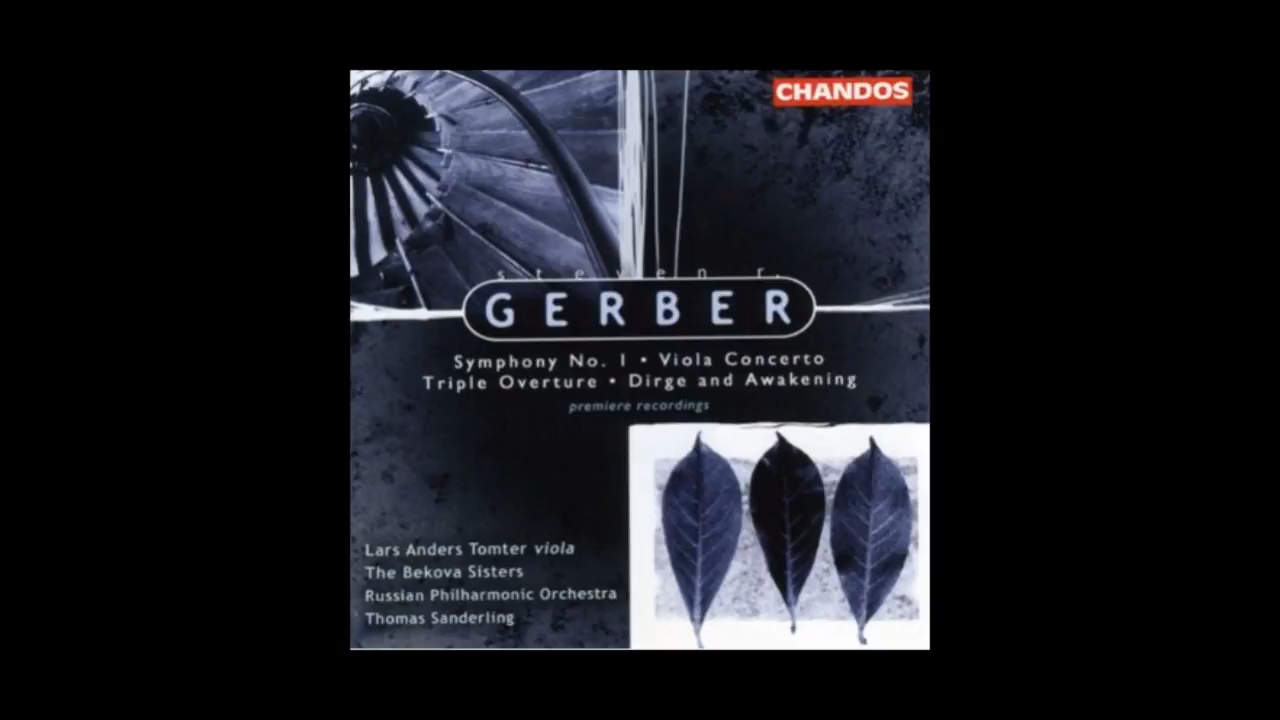 CHANDOS
steven r.
GERBER
Symphony No. 1 • Viola Concerto
Triple Overture • Dirge and Awakening
premiere recordings
Lars Anders Tomter viola
The Bekova Sisters
Russian Philharmonic Orchestra
Thomas Sanderling